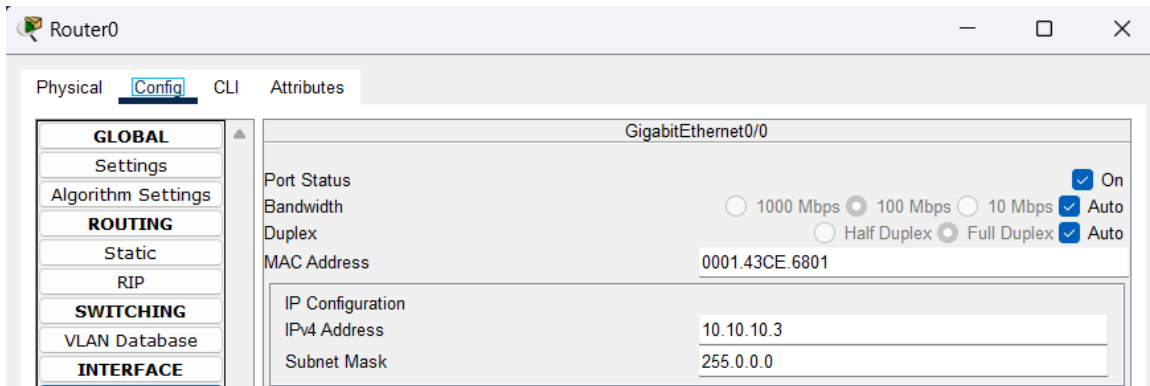 Router0
Physical Config CLI Attributes
GLOBAL
Settings
Algorithm Settings
ROUTING
Static
RIP
SWITCHING
VLAN Database
INTERFACE
GigabitEthernet0/0
Port Status On
Bandwidth 1000 Mbps 100 Mbps 10 Mbps Auto
Duplex Half Duplex Full Duplex Auto
MAC Address 0001.43CE.6801
IP Configuration
IPv4 Address 10.10.10.3
Subnet Mask 255.0.0.0